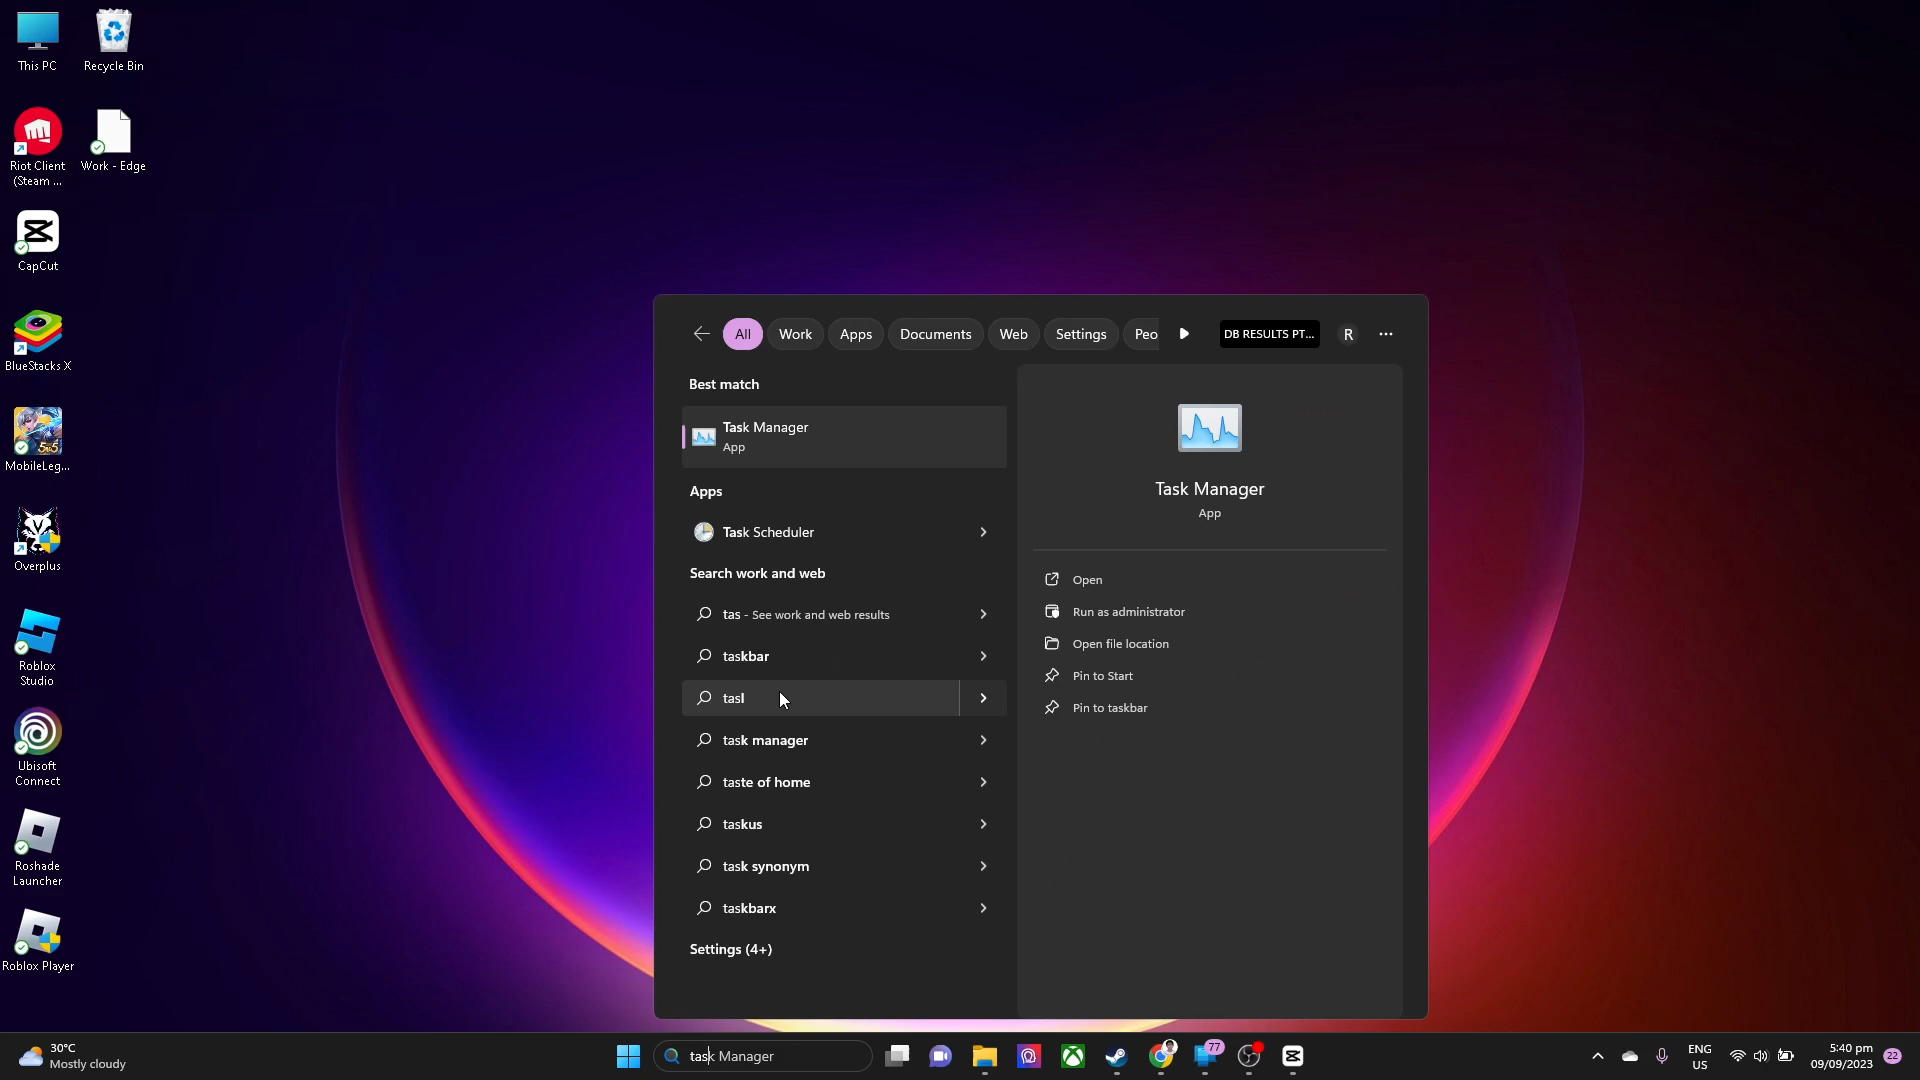 This PC
Recycle Bin
Riot Client
(Steam ...
Work - Edge
CapCut
BlueStacks X
MobileLeg...
Overplus
Roblox
Studio
Ubisoft
Connect
Roshade
Launcher
Roblox Player
All
Work
Apps
Documents
Web
Settings
Peo
DB RESULTS PT...
R
Best match
Task Manager
App
Apps
Task Scheduler
Search work and web
tas - See work and web results
taskbar
tasl
task manager
taste of home
taskus
task synonym
taskbarx
Settings (4+)
Task Manager
App
Open
Run as administrator
Open file location
Pin to Start
Pin to taskbar
30°C
Mostly cloudy
task Manager
77
ENG
US
5:40 pm
09/09/2023
22